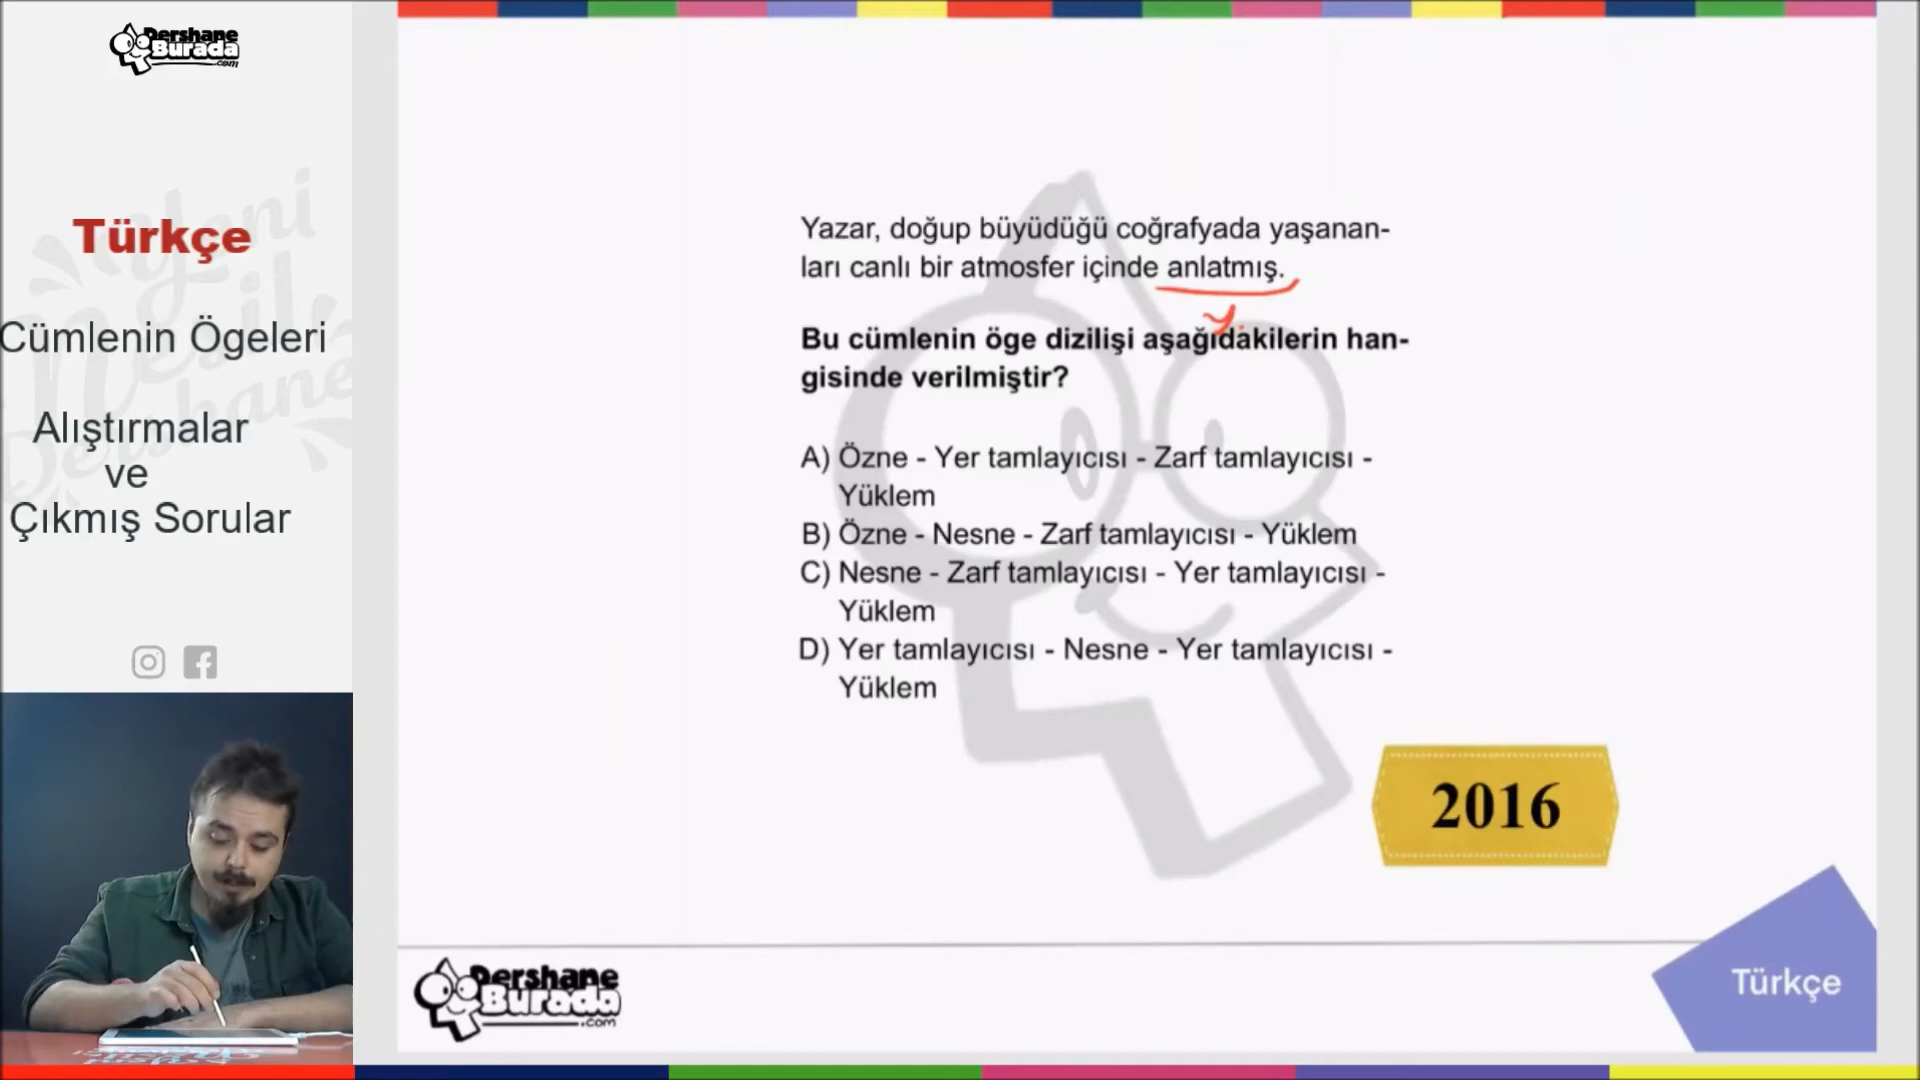 Dershane
Burada
.com
Türkçe
Cümlenin Ögeleri
Alıştırmalar
ve
Çıkmış Sorular
Yazar, doğup büyüdüğü coğrafyada yaşanan-
ları canlı bir atmosfer içinde anlatmış.
y.
Bu cümlenin öge dizilişi aşağıdakilerin han-
gisinde verilmiştir?
A) Özne - Yer tamlayıcısı - Zarf tamlayıcısı -
Yüklem
B) Özne - Nesne - Zarf tamlayıcısı - Yüklem
C) Nesne - Zarf tamlayıcısı - Yer tamlayıcısı -
Yüklem
D) Yer tamlayıcısı - Nesne - Yer tamlayıcısı -
Yüklem
2016
Dershane
Burada
.com
Türkçe